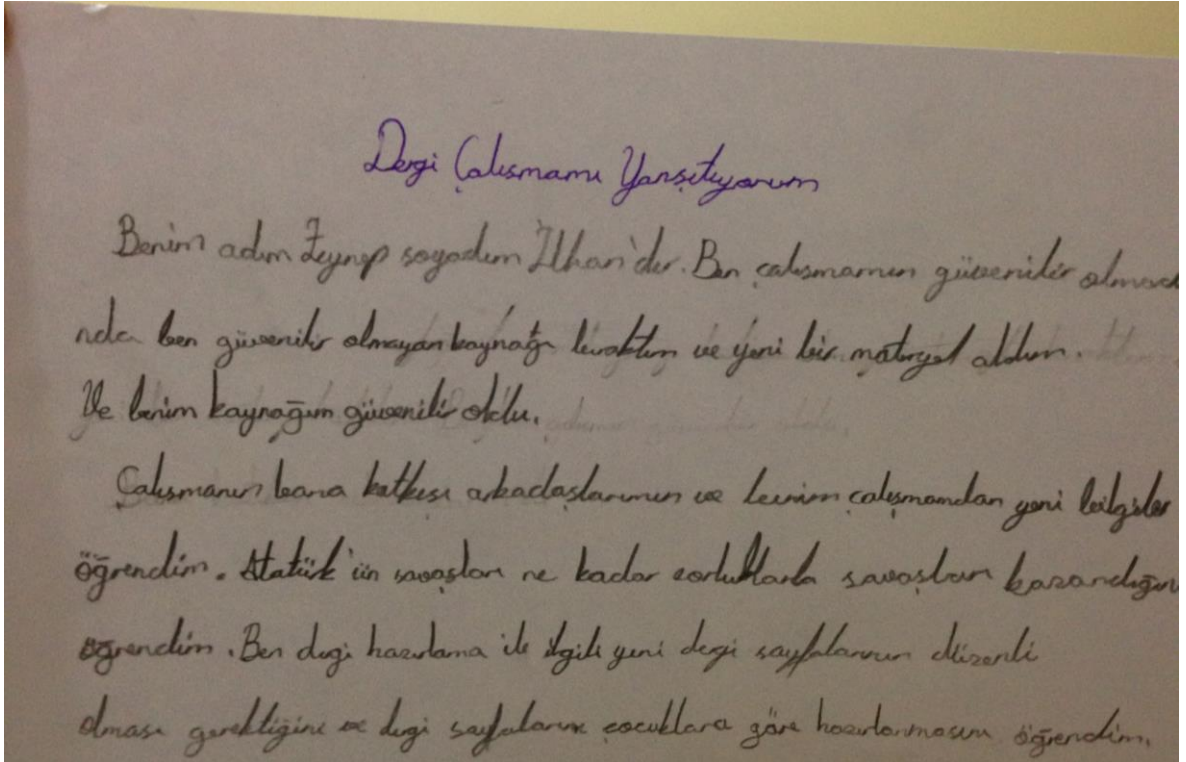 Dergi Çalışmamı Yansıtıyorum
Benim adım Zeynep soyadım İlhan'dır. Ben çalışmamın güvenilir olmadı
nda ben güvenilir olmayan kaynağı bıraktım ve yeni bir materyel aldım.
Ve benim kaynağım güvenilir oldu.
Çalışmanın bana katkısı arkadaşlarımın ve benim çalışmamdan yeni bilgiler
öğrendim. Atatürk'ün savaşları ne kadar zorluklarla savaşları kazandığını
öğrendim. Ben dergi hazırlama ile ilgili yeni dergi sayfalarının düzenli
olması gerektiğini ve dergi sayfalarını çocuklara göre hazırlanmasını öğrendim.